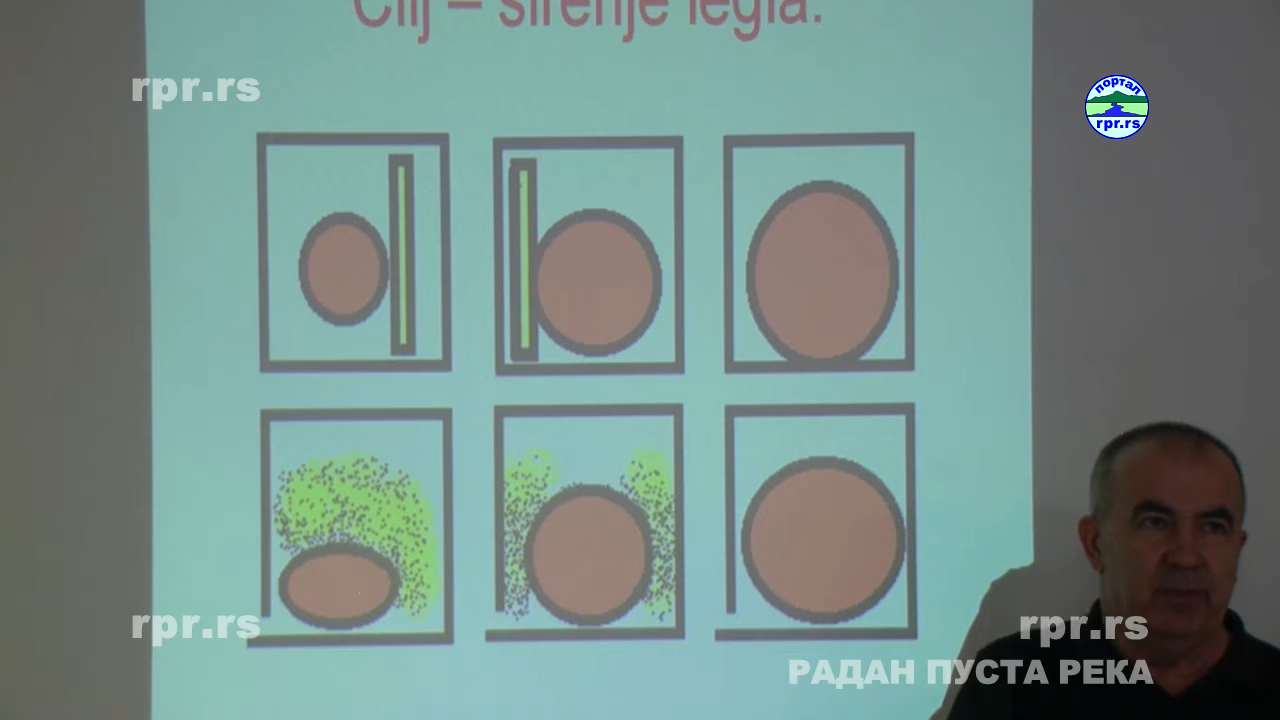 Cilj – širenje legla.
rpr.rs
портал
rpr.rs
rpr.rs
rpr.rs
РАДАН ПУСТА РЕКА